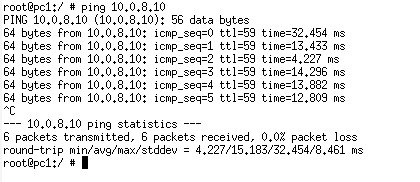 root@pc1:/ # ping 10.0.8.10
PING 10.0.8.10 (10.0.8.10): 56 data bytes
64 bytes from 10.0.8.10: icmp_seq=0 ttl=59 time=32.454 ms
64 bytes from 10.0.8.10: icmp_seq=1 ttl=59 time=13.433 ms
64 bytes from 10.0.8.10: icmp_seq=2 ttl=59 time=4.227 ms
64 bytes from 10.0.8.10: icmp_seq=3 ttl=59 time=14.296 ms
64 bytes from 10.0.8.10: icmp_seq=4 ttl=59 time=13.882 ms
64 bytes from 10.0.8.10: icmp_seq=5 ttl=59 time=12.809 ms
^C
--- 10.0.8.10 ping statistics ---
6 packets transmitted, 6 packets received, 0.0% packet loss
round-trip min/avg/max/stddev = 4.227/15.183/32.454/8.461 ms
root@pc1:/ #